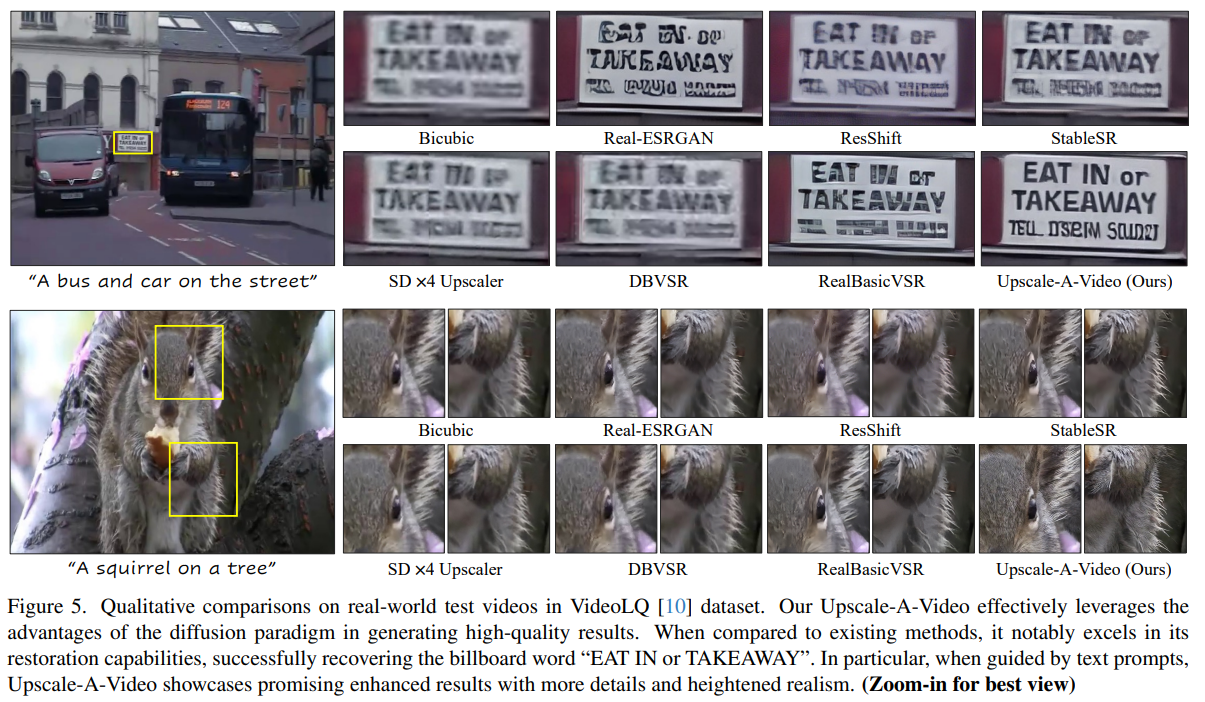 EAT IN or
TAKEAWAY
124
EAT IN or
TAKEAWAY
EAT IN or
TAKEAWAY
EAT IN or
TAKEAWAY
EAT IN or
TAKEAWAY
Bicubic Real-ESRGAN ResShift StableSR
EAT IN or
TAKEAWAY
EAT IN or
TAKEAWAY
EAT IN or
TAKEAWAY
EAT IN or
TAKEAWAY
"A bus and car on the street" SD ×4 Upscaler DBVSR RealBasicVSR Upscale-A-Video (Ours)
Bicubic Real-ESRGAN ResShift StableSR
"A squirrel on a tree" SD ×4 Upscaler DBVSR RealBasicVSR Upscale-A-Video (Ours)
Figure 5. Qualitative comparisons on real-world test videos in VideoLQ [10] dataset. Our Upscale-A-Video effectively leverages the
advantages of the diffusion paradigm in generating high-quality results. When compared to existing methods, it notably excels in its
restoration capabilities, successfully recovering the billboard word “EAT IN or TAKEAWAY”. In particular, when guided by text prompts,
Upscale-A-Video showcases promising enhanced results with more details and heightened realism. (Zoom-in for best view)